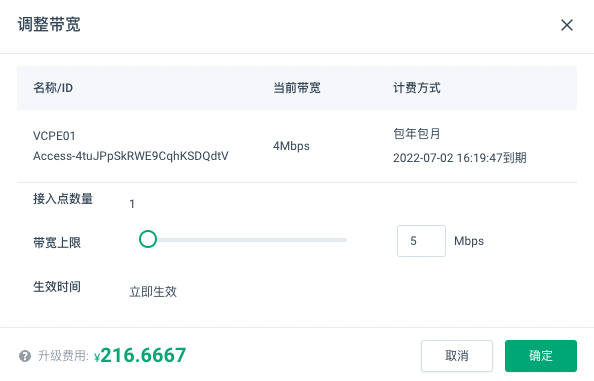 调整带宽
名称/ID 当前带宽 计费方式
VCPE01
Access-4tuJPpSkRWE9CqhKSDQdtV
4Mbps
包年包月
2022-07-02 16:19:47到期
接入点数量 1
带宽上限 5 Mbps
生效时间 立即生效
? 升级费用: ¥216.6667 取消 确定